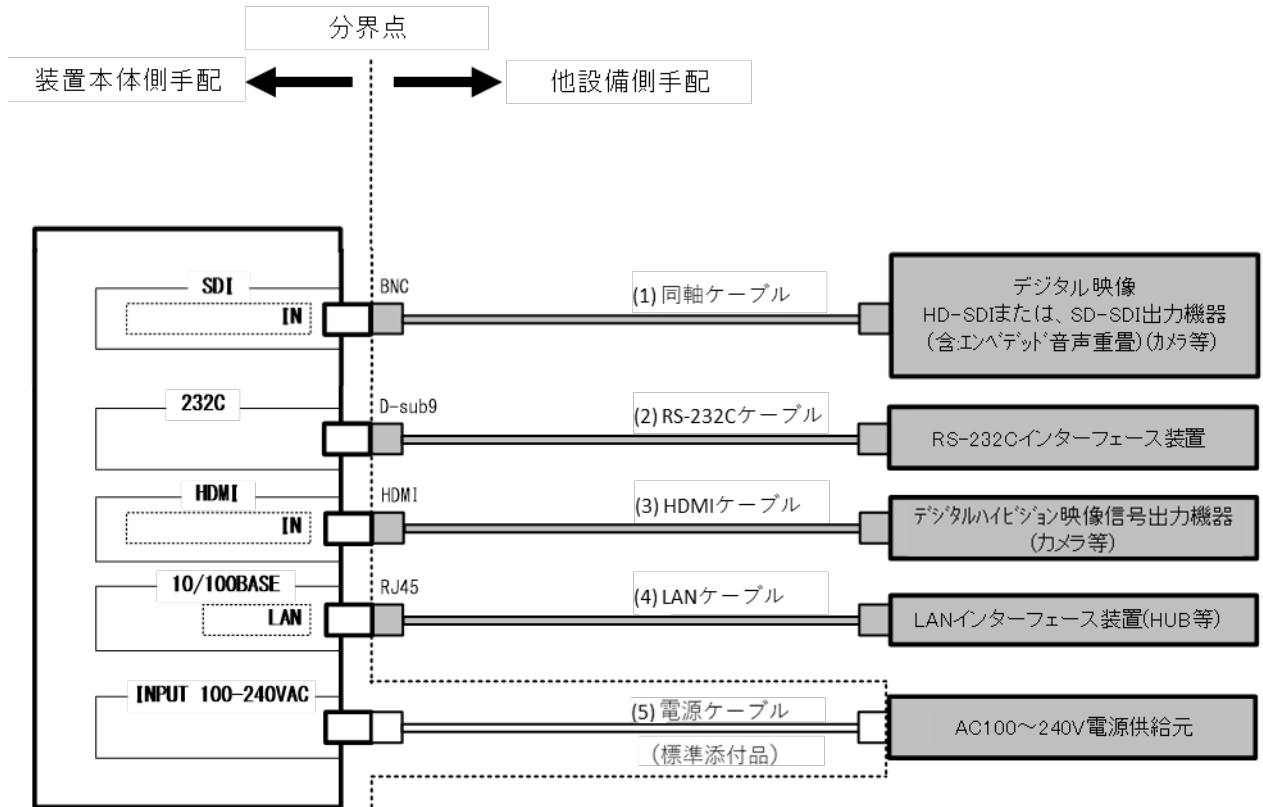 分界点
装置本体側手配
他設備側手配
SDI
IN
BNC
(1) 同軸ケーブル
デジタル映像
HD-SDIまたは、SD-SDI出力機器
(含:ｴﾝﾍﾞﾃﾞｯﾄﾞ音声重畳)(ｶﾒﾗ等)
232C
D-sub9
(2) RS-232Cケーブル
RS-232Cインターフェース装置
HDMI
IN
HDMI
(3) HDMIケーブル
ﾃﾞｼﾞﾀﾙﾊｲﾋﾞｼﾞｮﾝ映像信号出力機器
(カメラ等)
10/100BASE
LAN
RJ45
(4) LANケーブル
LANインターフェース装置(HUB等)
INPUT 100-240VAC
(5) 電源ケーブル
(標準添付品)
AC100～240V電源供給元